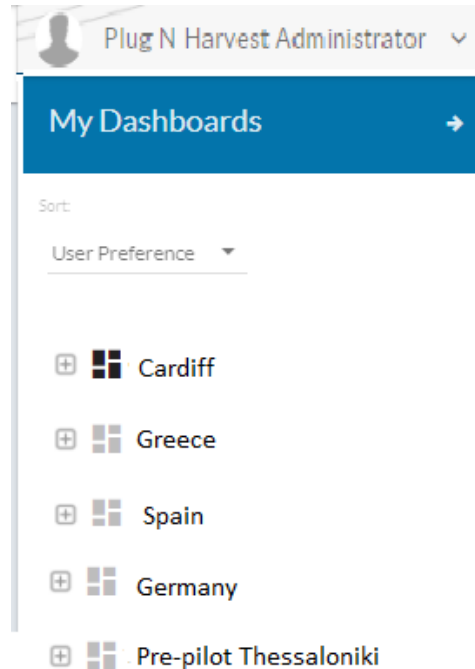 Plug N Harvest Administrator
My Dashboards
Sort:
User Preference
Cardiff
Greece
Spain
Germany
Pre-pilot Thessaloniki